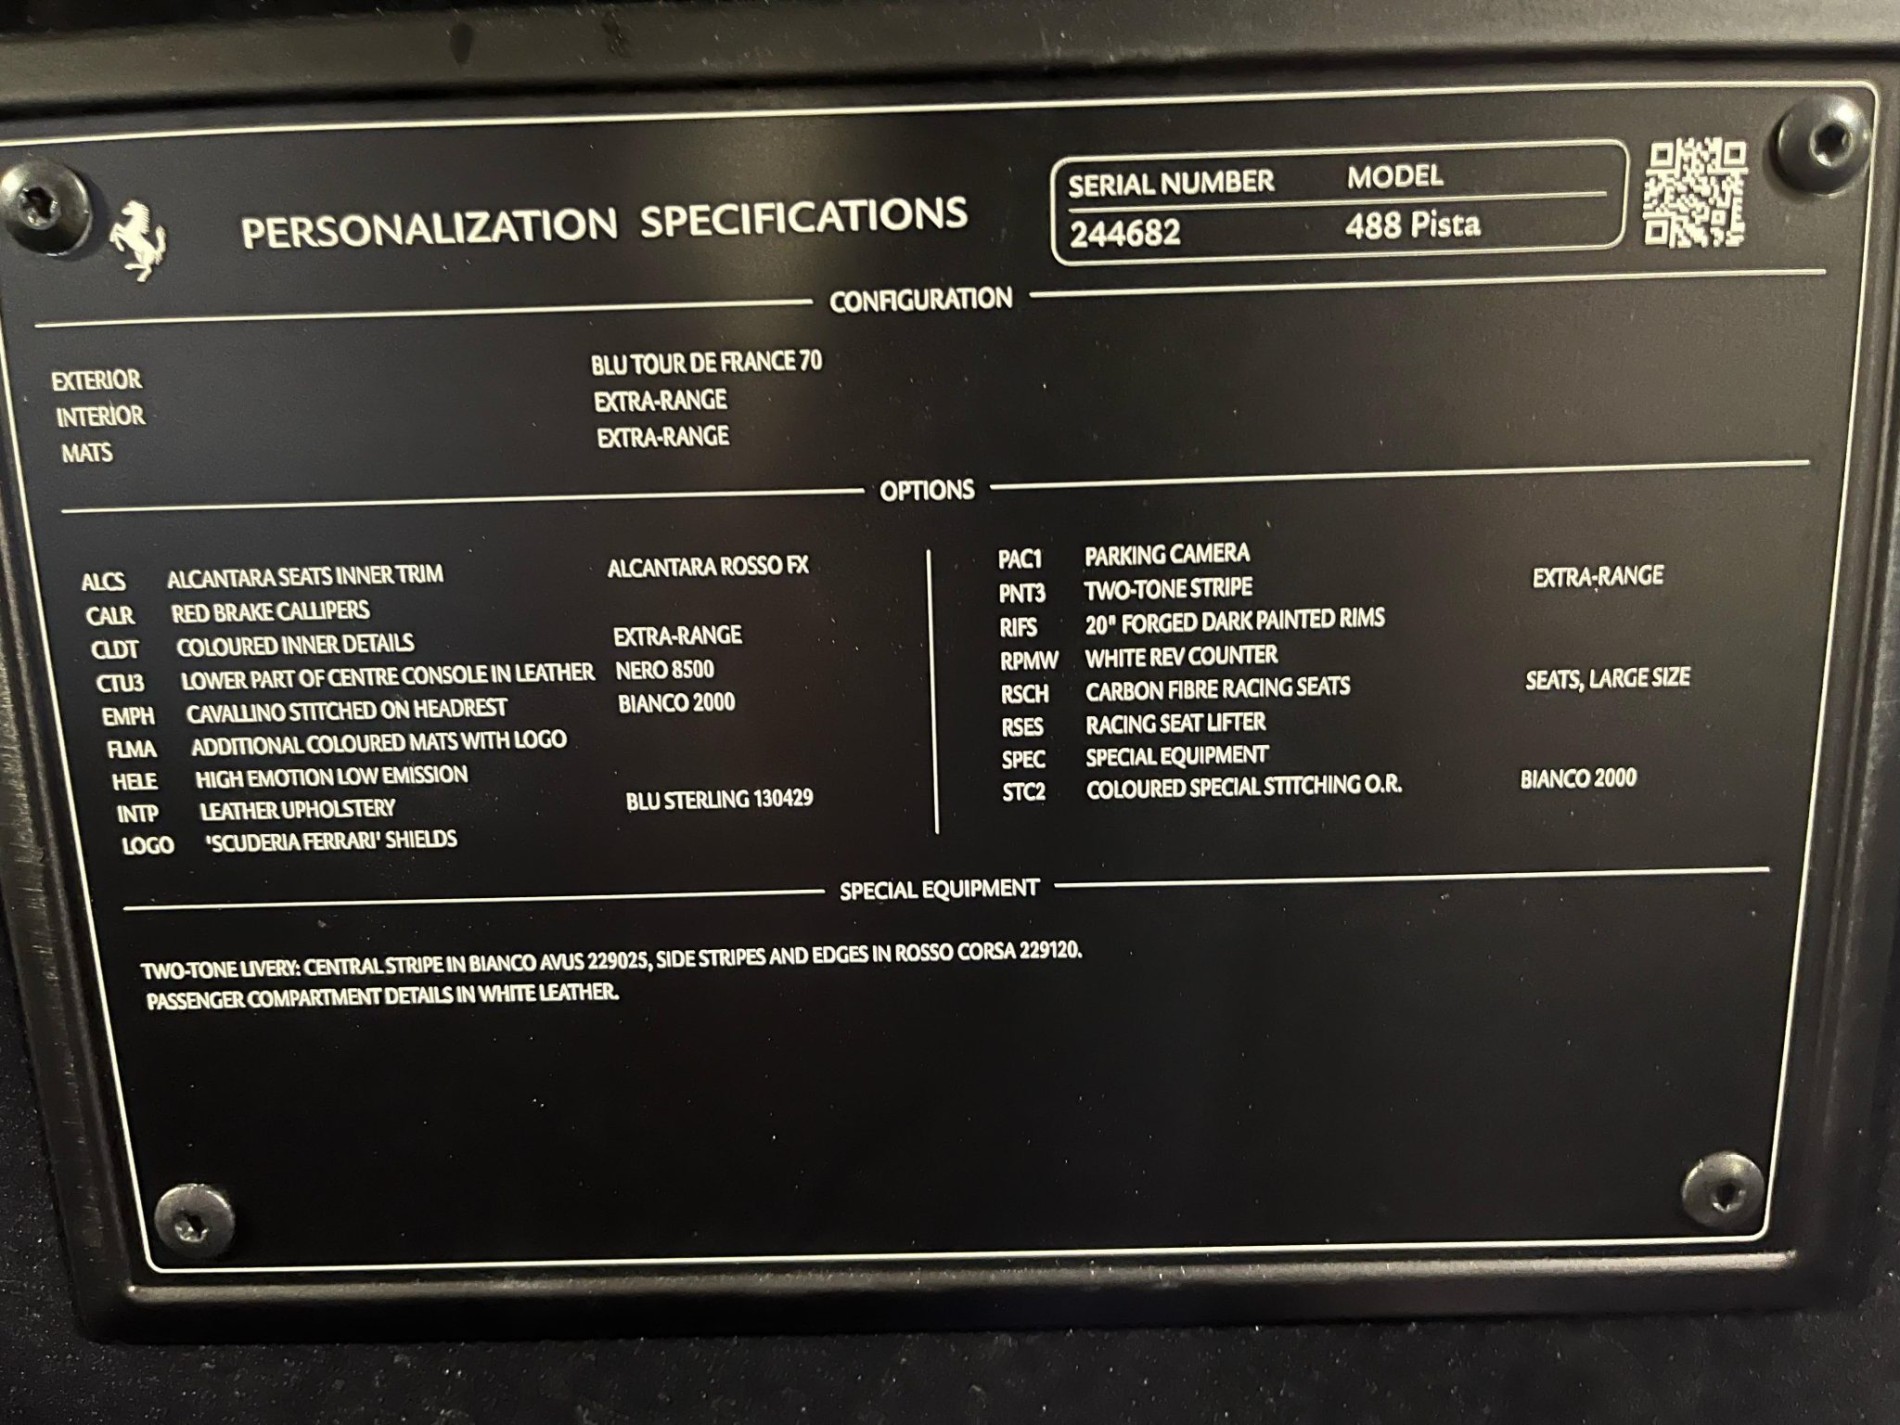 PERSONALIZATION SPECIFICATIONS
SERIAL NUMBER MODEL
244682 488 Pista
CONFIGURATION
EXTERIOR BLU TOUR DE FRANCE 70
INTERIOR EXTRA-RANGE
MATS EXTRA-RANGE
OPTIONS
ALCS ALCANTARA SEATS INNER TRIM ALCANTARA ROSSO FX
CALR RED BRAKE CALLIPERS
CLDT COLOURED INNER DETAILS EXTRA-RANGE
CTU3 LOWER PART OF CENTRE CONSOLE IN LEATHER NERO 8500
EMPH CAVALLINO STITCHED ON HEADREST BIANCO 2000
FLMA ADDITIONAL COLOURED MATS WITH LOGO
HELE HIGH EMOTION LOW EMISSION
INTP LEATHER UPHOLSTERY BLU STERLING 130429
LOGO 'SCUDERIA FERRARI' SHIELDS
PAC1 PARKING CAMERA
PNT3 TWO-TONE STRIPE EXTRA-RANGE
RIFS 20" FORGED DARK PAINTED RIMS
RPMW WHITE REV COUNTER
RSCH CARBON FIBRE RACING SEATS SEATS, LARGE SIZE
RSES RACING SEAT LIFTER
SPEC SPECIAL EQUIPMENT
STC2 COLOURED SPECIAL STITCHING O.R. BIANCO 2000
SPECIAL EQUIPMENT
TWO-TONE LIVERY: CENTRAL STRIPE IN BIANCO AVUS 229025, SIDE STRIPES AND EDGES IN ROSSO CORSA 229120.
PASSENGER COMPARTMENT DETAILS IN WHITE LEATHER.